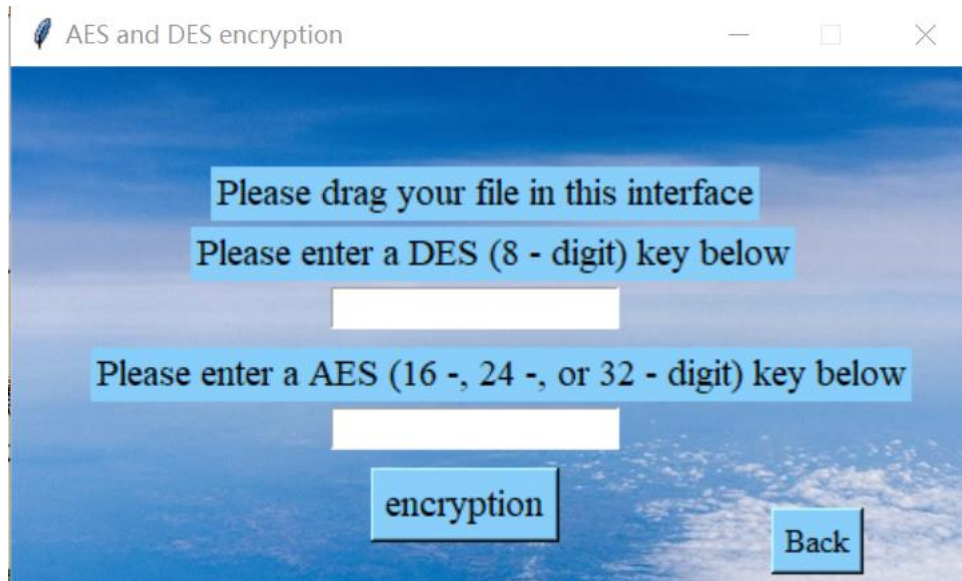 AES and DES encryption
Please drag your file in this interface
Please enter a DES (8 - digit) key below
Please enter a AES (16 -, 24 -, or 32 - digit) key below
encryption
Back